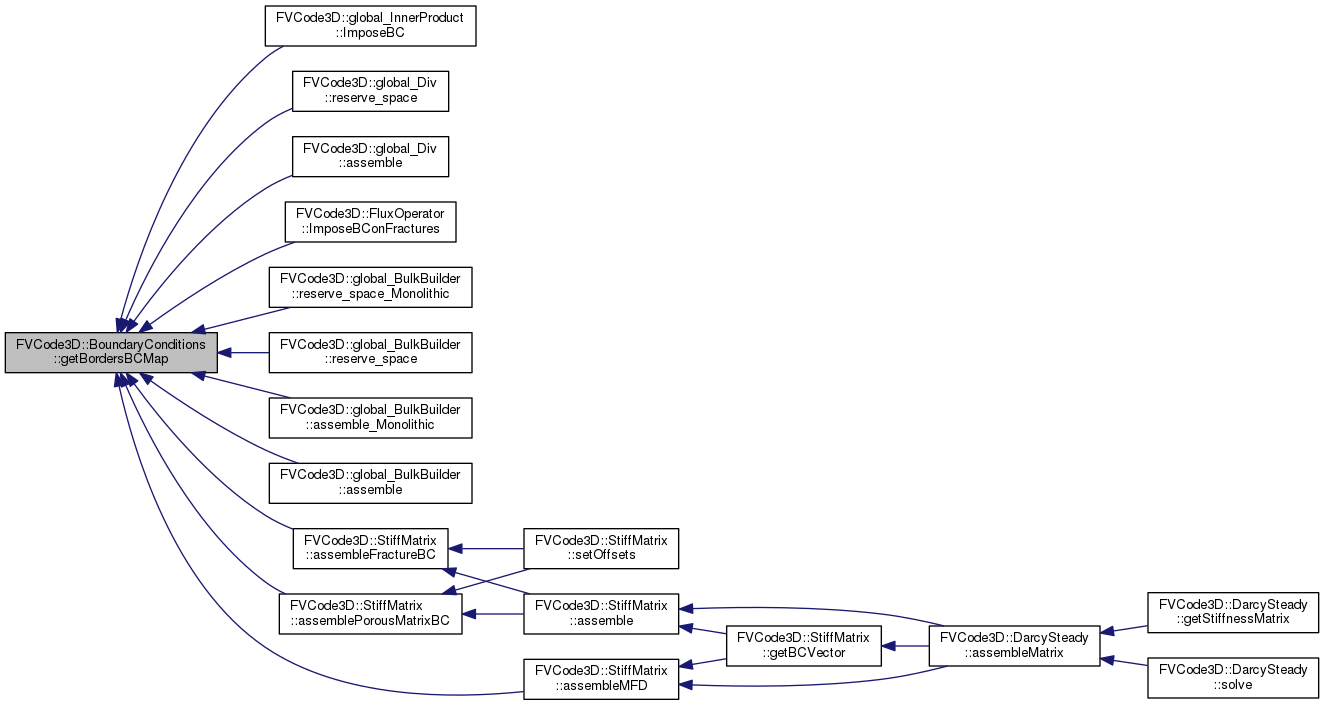 FVCode3D::global_InnerProduct
::ImposeBC
FVCode3D::global_Div
::reserve_space
FVCode3D::global_Div
::assemble
FVCode3D::FluxOperator
::ImposeBConFractures
FVCode3D::global_BulkBuilder
::reserve_space_Monolithic
FVCode3D::BoundaryConditions
::getBordersBCMap
FVCode3D::global_BulkBuilder
::reserve_space
FVCode3D::global_BulkBuilder
::assemble_Monolithic
FVCode3D::global_BulkBuilder
::assemble
FVCode3D::StiffMatrix
::assembleFractureBC
FVCode3D::StiffMatrix
::setOffsets
FVCode3D::StiffMatrix
::assemblePorousMatrixBC
FVCode3D::StiffMatrix
::assemble
FVCode3D::StiffMatrix
::assembleMFD
FVCode3D::StiffMatrix
::getBCVector
FVCode3D::DarcySteady
::assembleMatrix
FVCode3D::DarcySteady
::getStiffnessMatrix
FVCode3D::DarcySteady
::solve